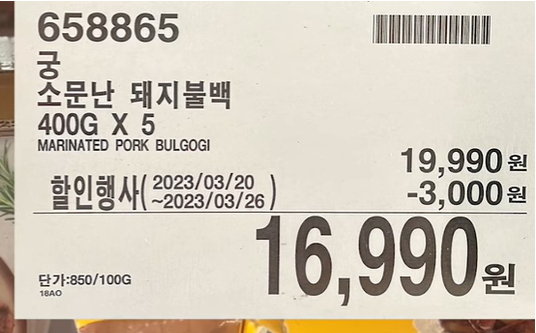 658865
궁
소문난 돼지불백
400G X 5
MARINATED PORK BULGOGI
19,990원
할인행사( 2023/03/20 ~2023/03/26 ) -3,000원
16,990원
단가:850/100G
18AO